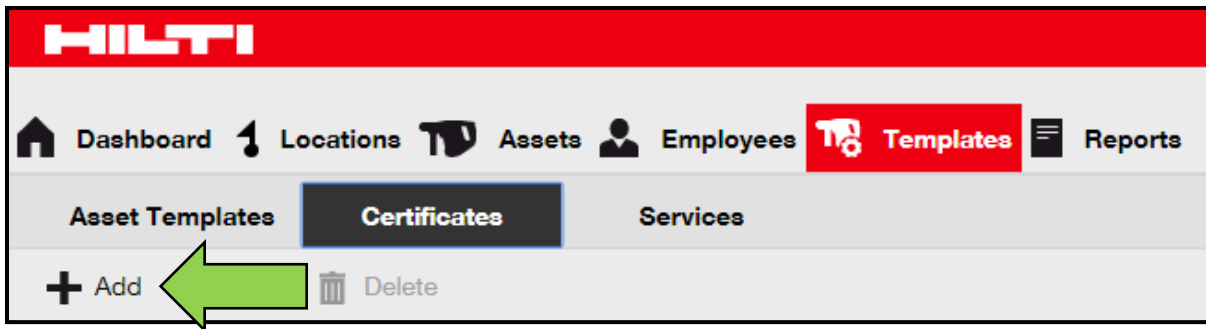 HILTI
Dashboard Locations Assets Employees Templates Reports
Asset Templates Certificates Services
Add Delete